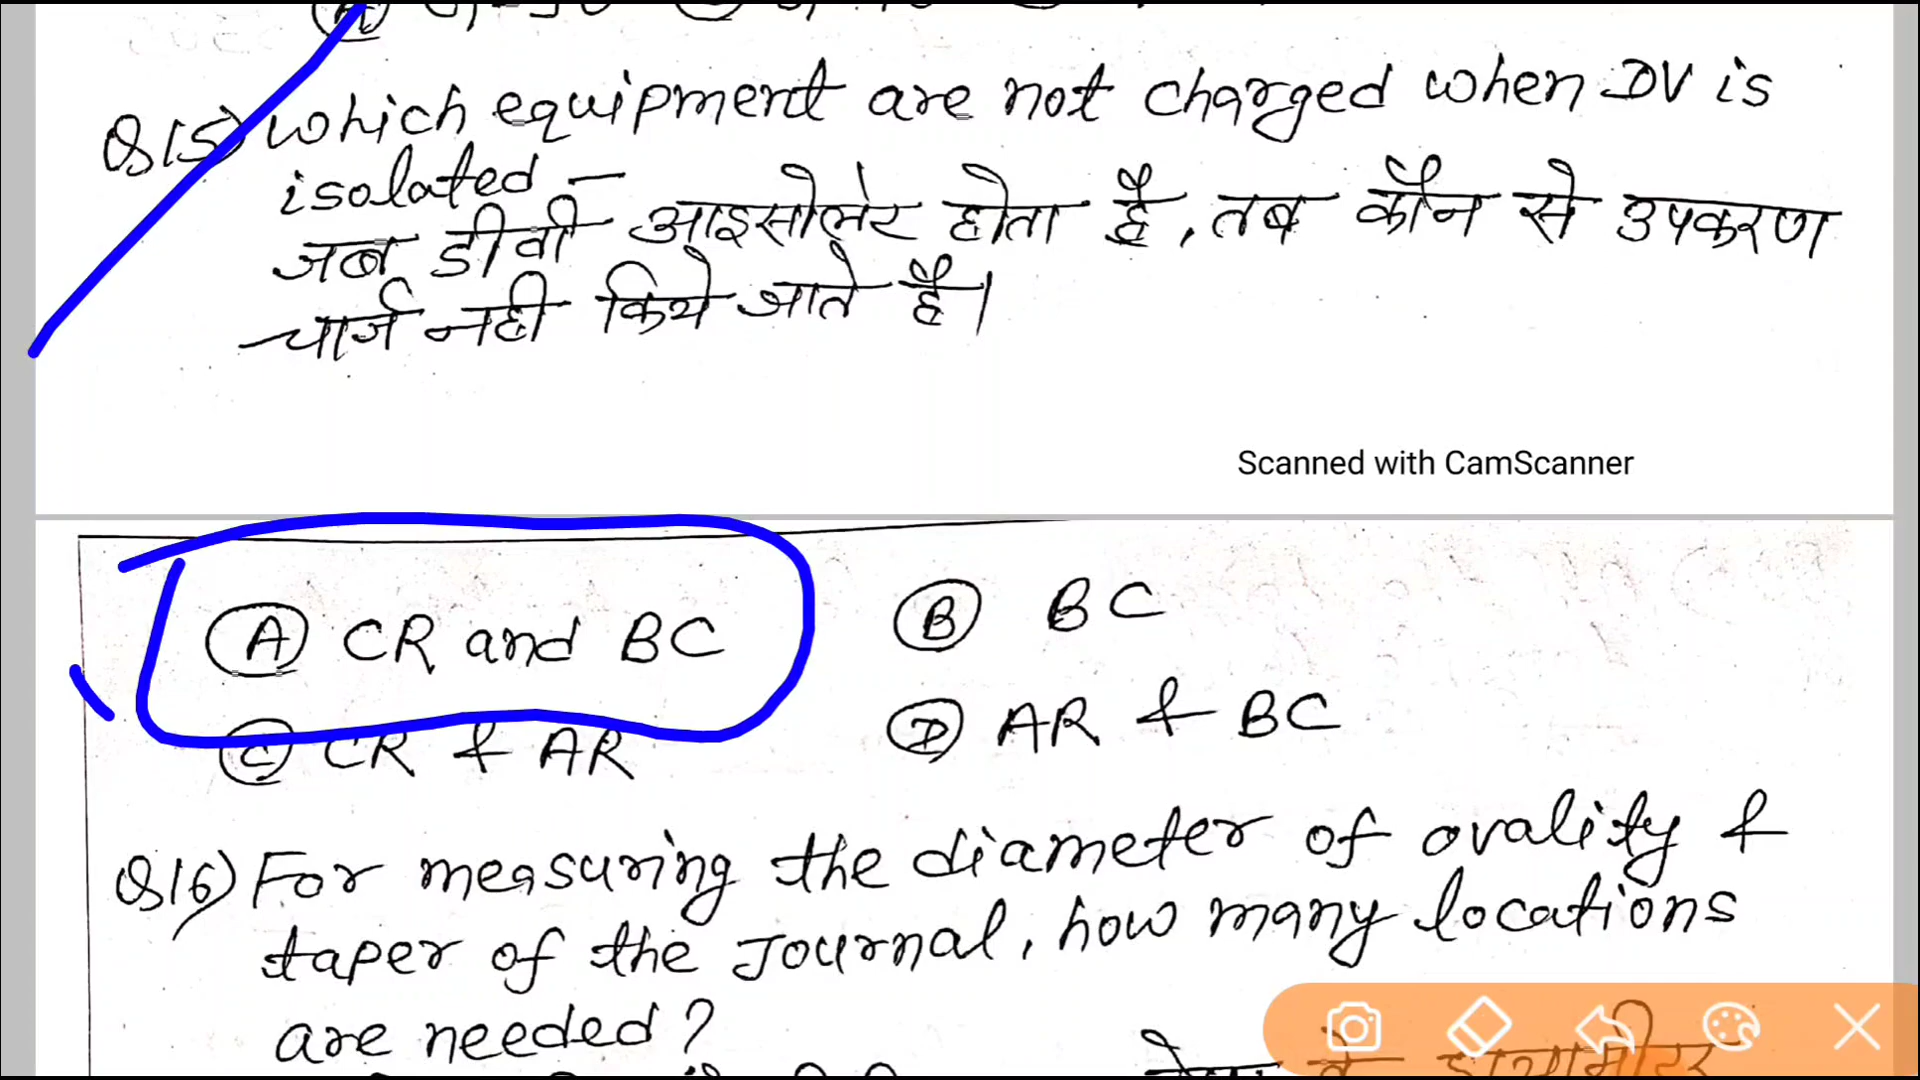 Q15) which equipment are not charged when DV is
isolated –
जब डीवी आइसोलेट होता है, तब कौन से उपकरण
चार्ज नही किये जाते है।
Scanned with CamScanner
(A) CR and BC
(B) BC
(C) CR & AR
(D) AR & BC
Q16) For measuring the diameter of ovality &
taper of the Journal, how many locations
are needed?